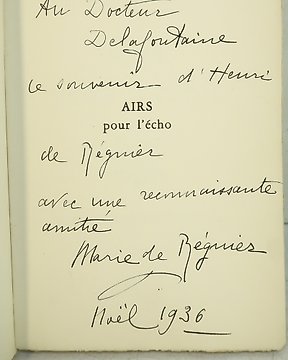 Au Docteur
Delafontaine
le souvenir d'Henri
AIRS
pour l'écho
de Régnier
avec une reconnaissante
amitié
Marie de Régnier
Noël 1936